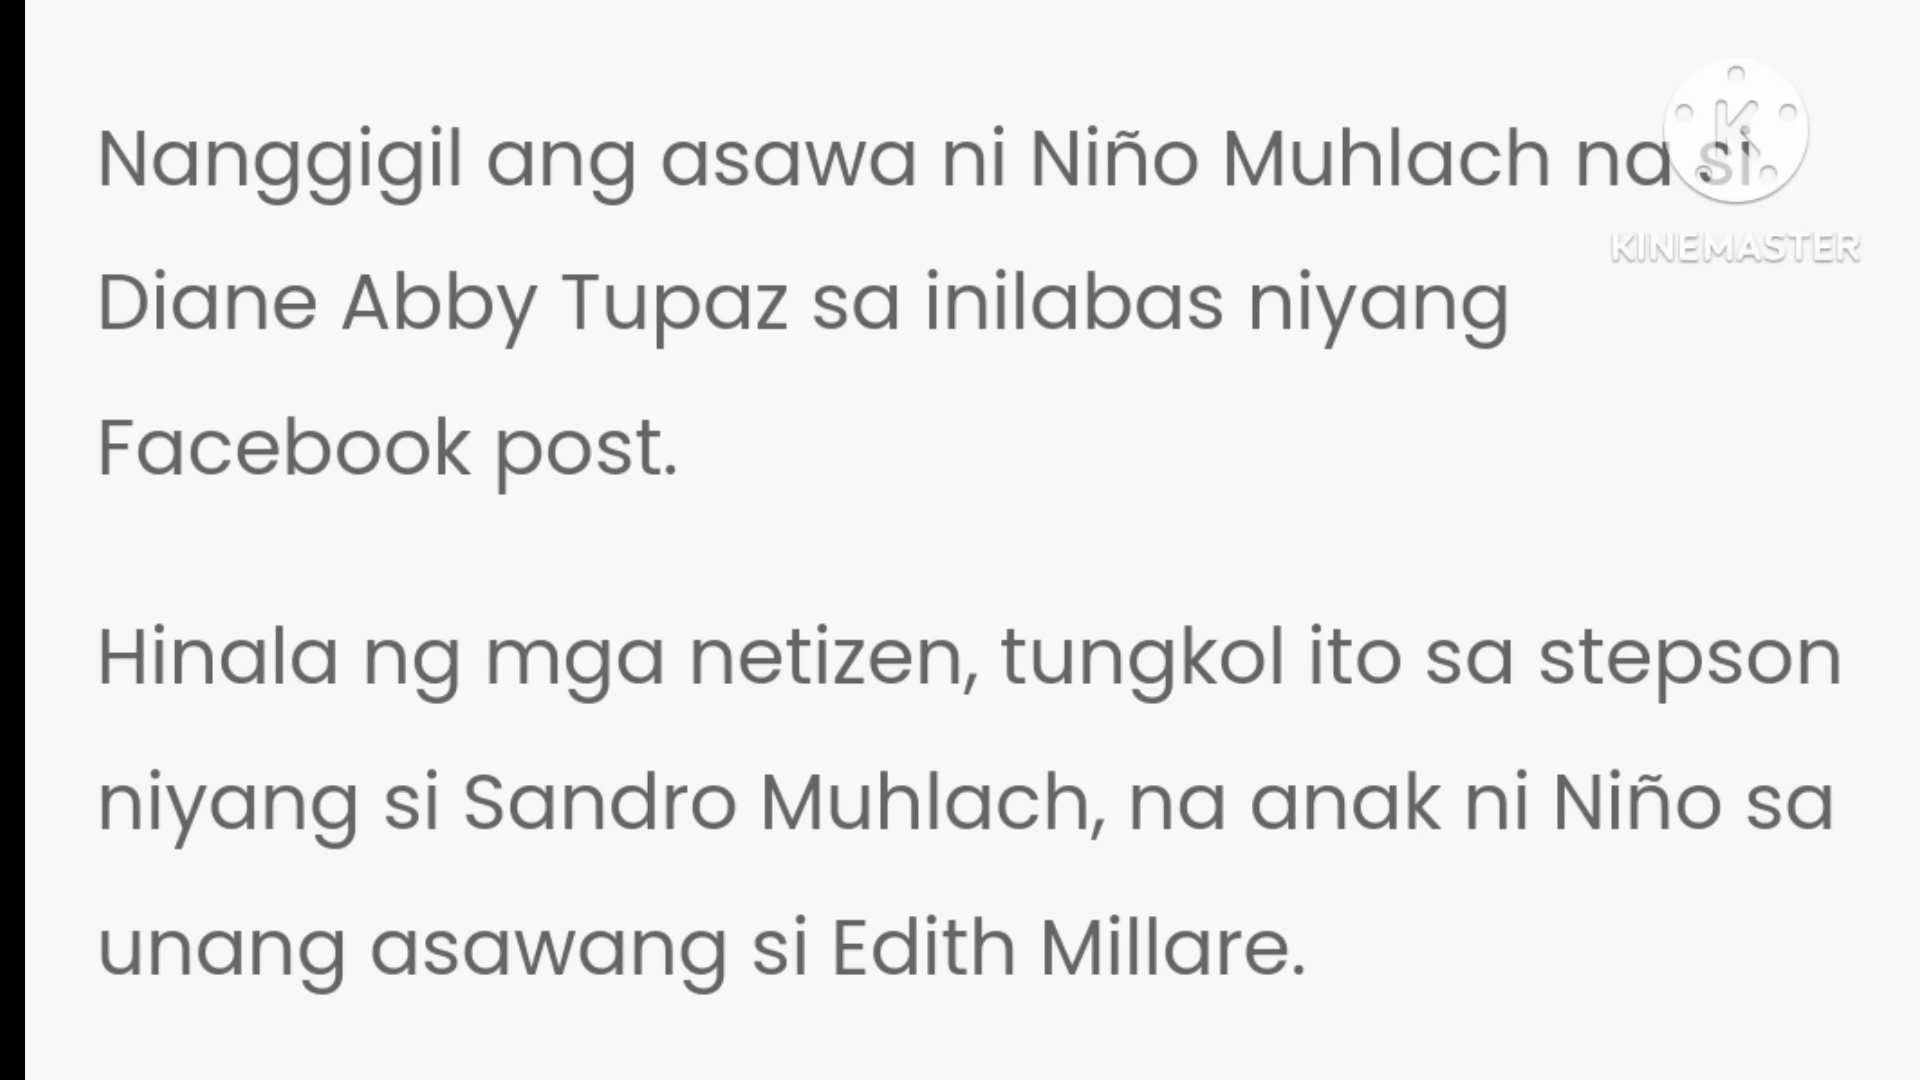 Nanggigil ang asawa ni Niño Muhlach na si
Diane Abby Tupaz sa inilabas niyang
Facebook post.
Hinala ng mga netizen, tungkol ito sa stepson
niyang si Sandro Muhlach, na anak ni Niño sa
unang asawang si Edith Millare.
K
KINEMASTER